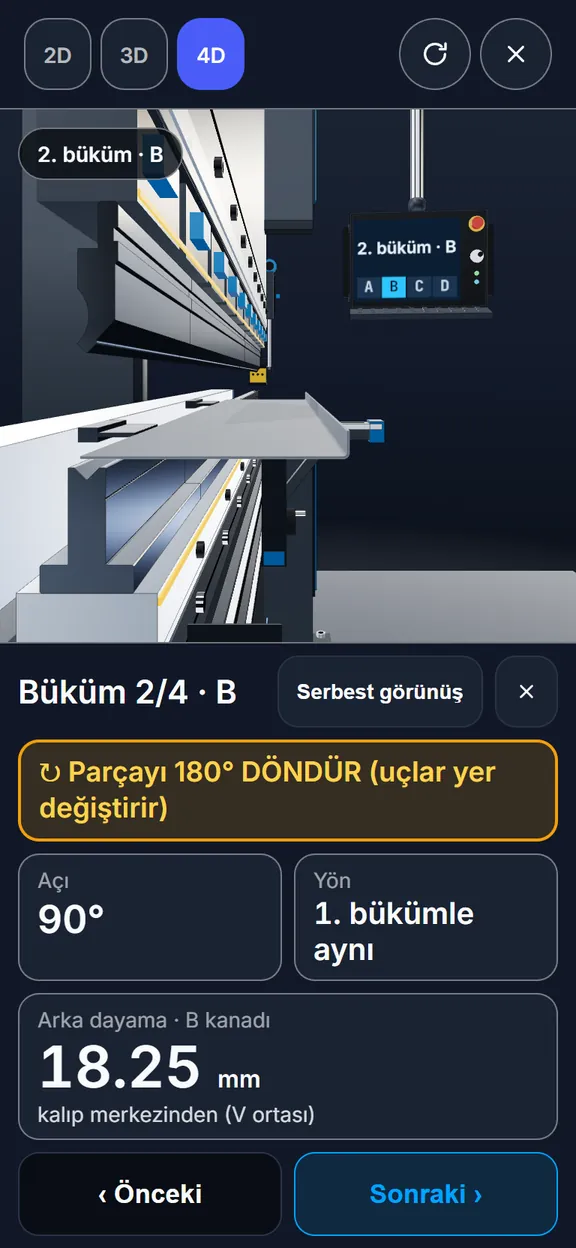 2D 3D 4D
2. büküm · B
2. büküm · B
A B C D
Büküm 2/4 · B
Serbest görünüş
↻ Parçayı 180° DÖNDÜR (uçlar yer
değiştirir)
Açı
90°
Yön
1. bükümle
aynı
Arka dayama · B kanadı
18.25 mm
kalıp merkezinden (V ortası)
‹ Önceki
Sonraki ›